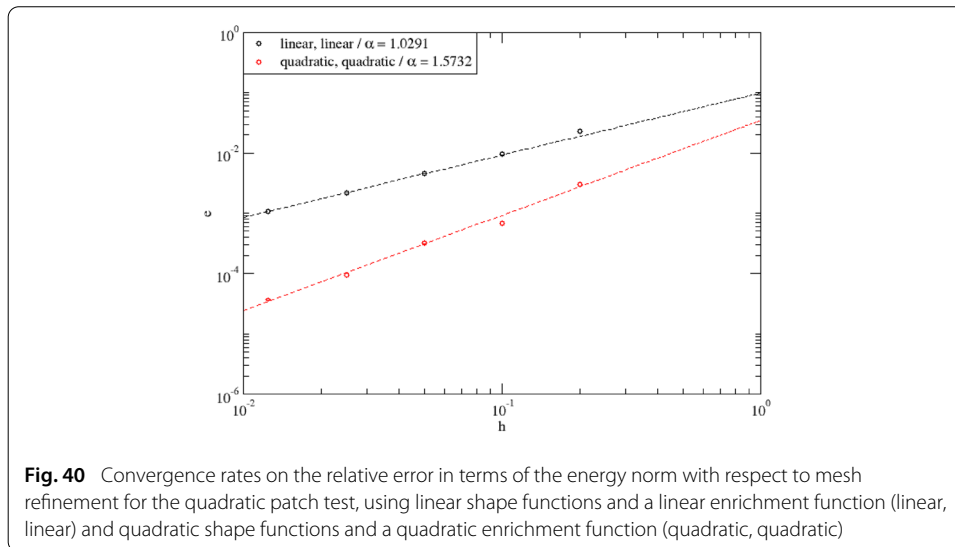 10^0
linear, linear / α = 1.0291
quadratic, quadratic / α = 1.5732
10^-2
e
10^-4
10^-6
10^-2
10^-1
10^0
h
Fig. 40 Convergence rates on the relative error in terms of the energy norm with respect to mesh
refinement for the quadratic patch test, using linear shape functions and a linear enrichment function (linear,
linear) and quadratic shape functions and a quadratic enrichment function (quadratic, quadratic)